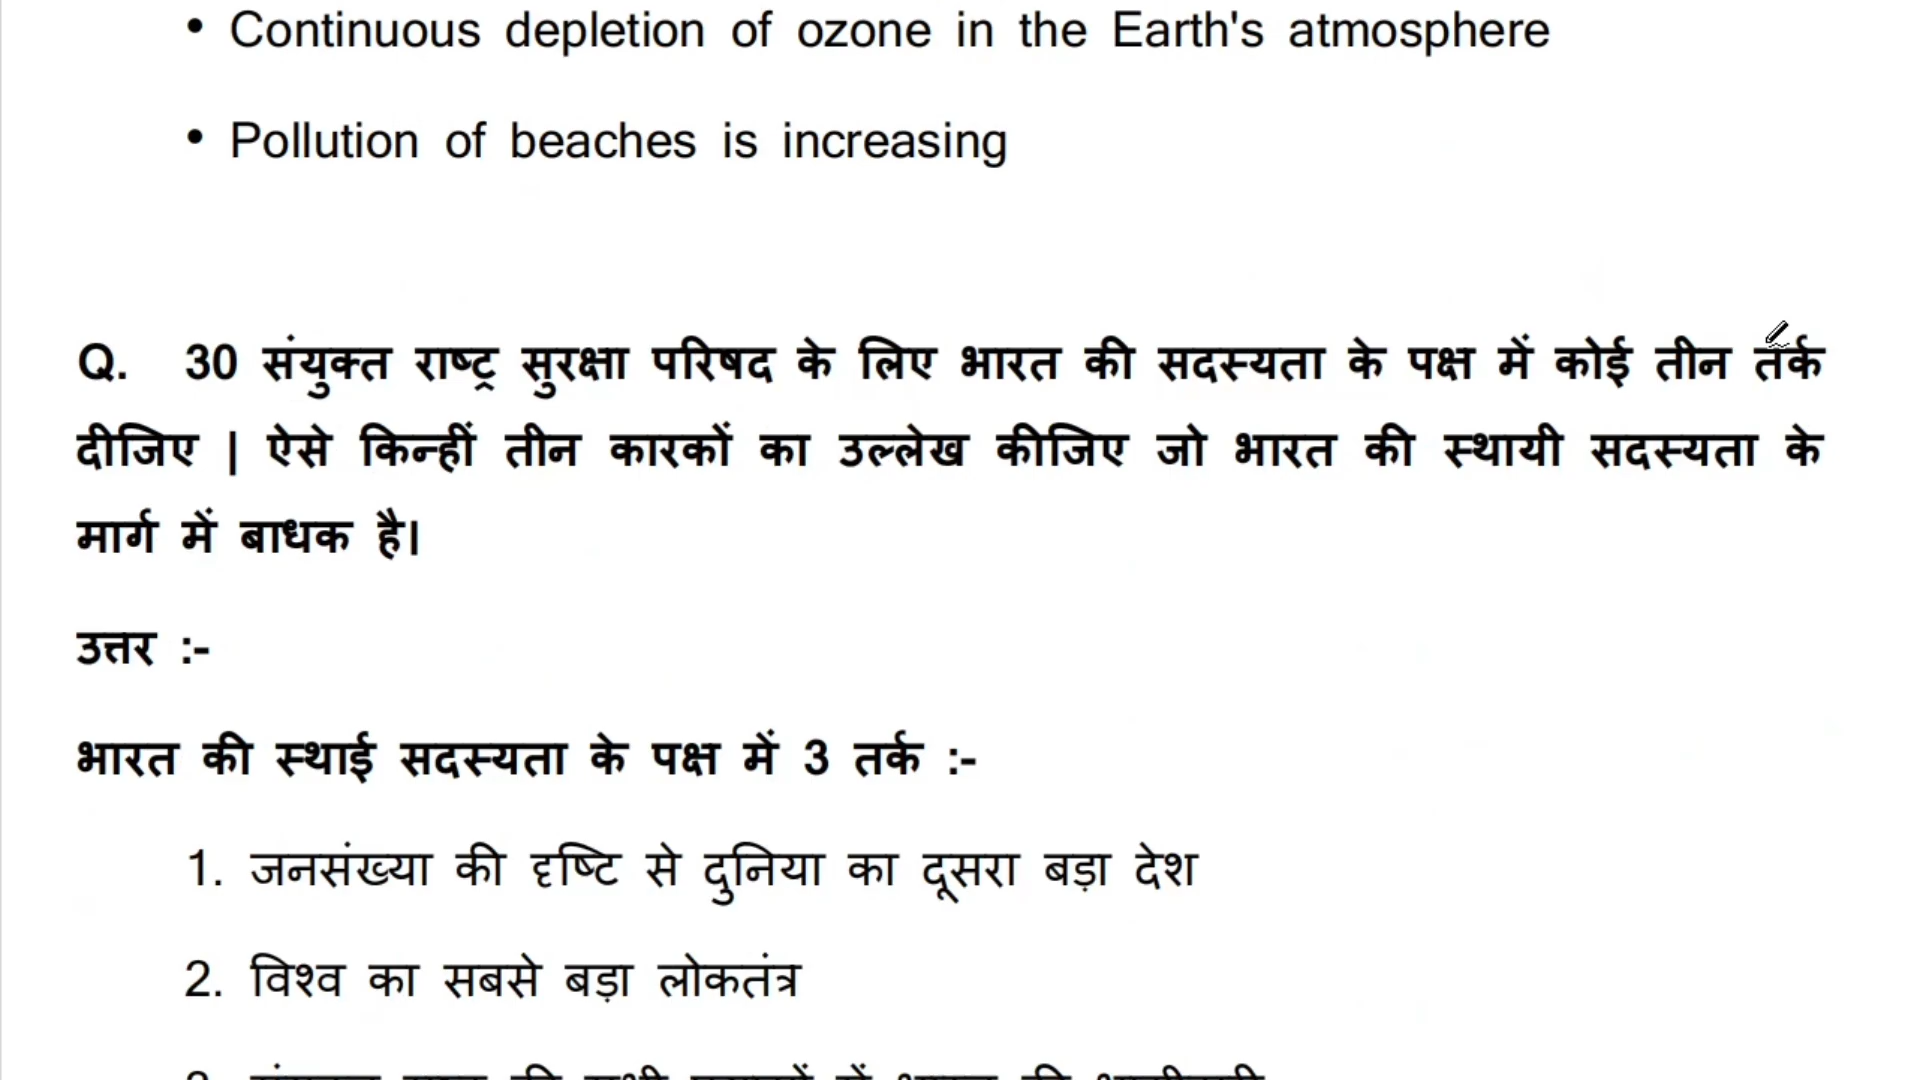 • Continuous depletion of ozone in the Earth's atmosphere
• Pollution of beaches is increasing
Q. 30 संयुक्त राष्ट्र सुरक्षा परिषद के लिए भारत की सदस्यता के पक्ष में कोई तीन तर्क
दीजिए | ऐसे किन्हीं तीन कारकों का उल्लेख कीजिए जो भारत की स्थायी सदस्यता के
मार्ग में बाधक है।
उत्तर :-
भारत की स्थाई सदस्यता के पक्ष में 3 तर्क :-
1. जनसंख्या की दृष्टि से दुनिया का दूसरा बड़ा देश
2. विश्व का सबसे बड़ा लोकतंत्र